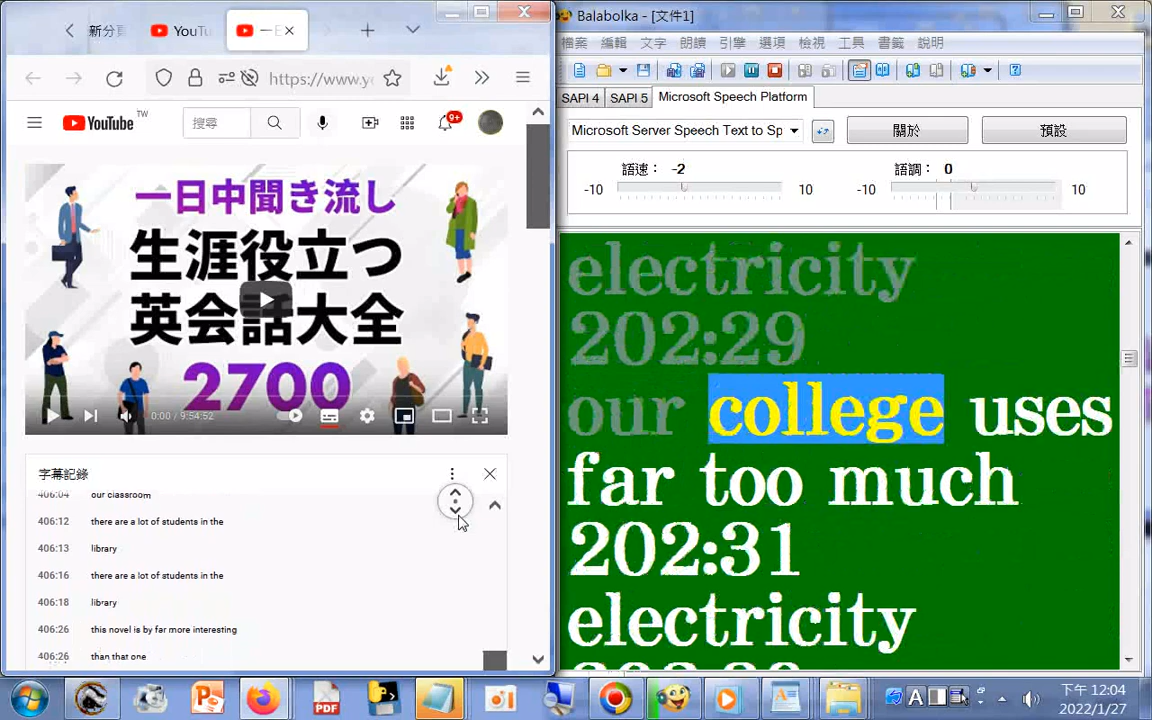 新分頁
YouTu
一 E
https://www.yo
YouTube
TW
搜尋
9+
一日中聞き流し
生涯役立つ
英会話大全
2700
0:00 / 9:54:52
字幕記錄
406:04 our classroom
406:12 there are a lot of students in the
406:13 library
406:16 there are a lot of students in the
406:18 library
406:26 this novel is by far more interesting
406:26 than that one
Balabolka - [文件1]
檔案 編輯 文字 朗讀 引擎 選項 檢視 工具 書籤 說明
SAPI 4 SAPI 5 Microsoft Speech Platform
Microsoft Server Speech Text to Sp
關於
預設
語速： -2
-10 10
語調： 0
-10 10
electricity
202:29
our college uses
far too much
202:31
electricity
PDF
A
下午 12:04
2022/1/27